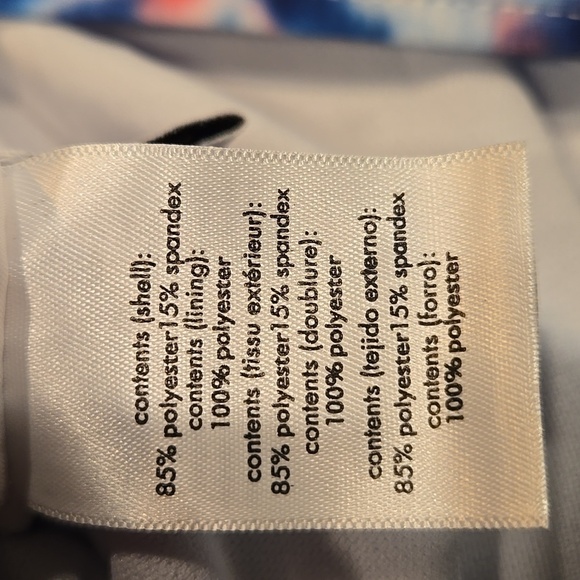 contents (shell):
85% polyester15% spandex
contents (lining):
100% polyester
contents (tissu extérieur):
85% polyester15% spandex
contents (doublure):
100% polyester
contents (tejido externo):
85% polyester15% spandex
contents (forro):
100% polyester